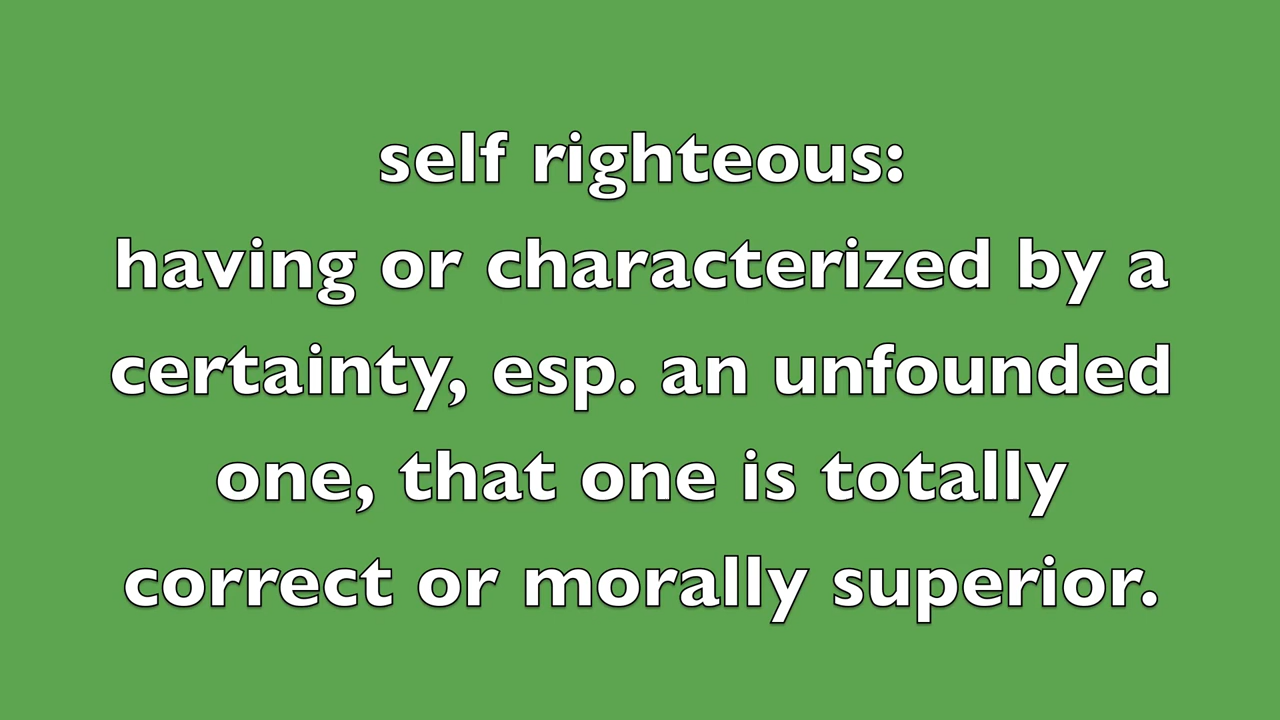 self righteous:
having or characterized by a
certainty, esp. an unfounded
one, that one is totally
correct or morally superior.